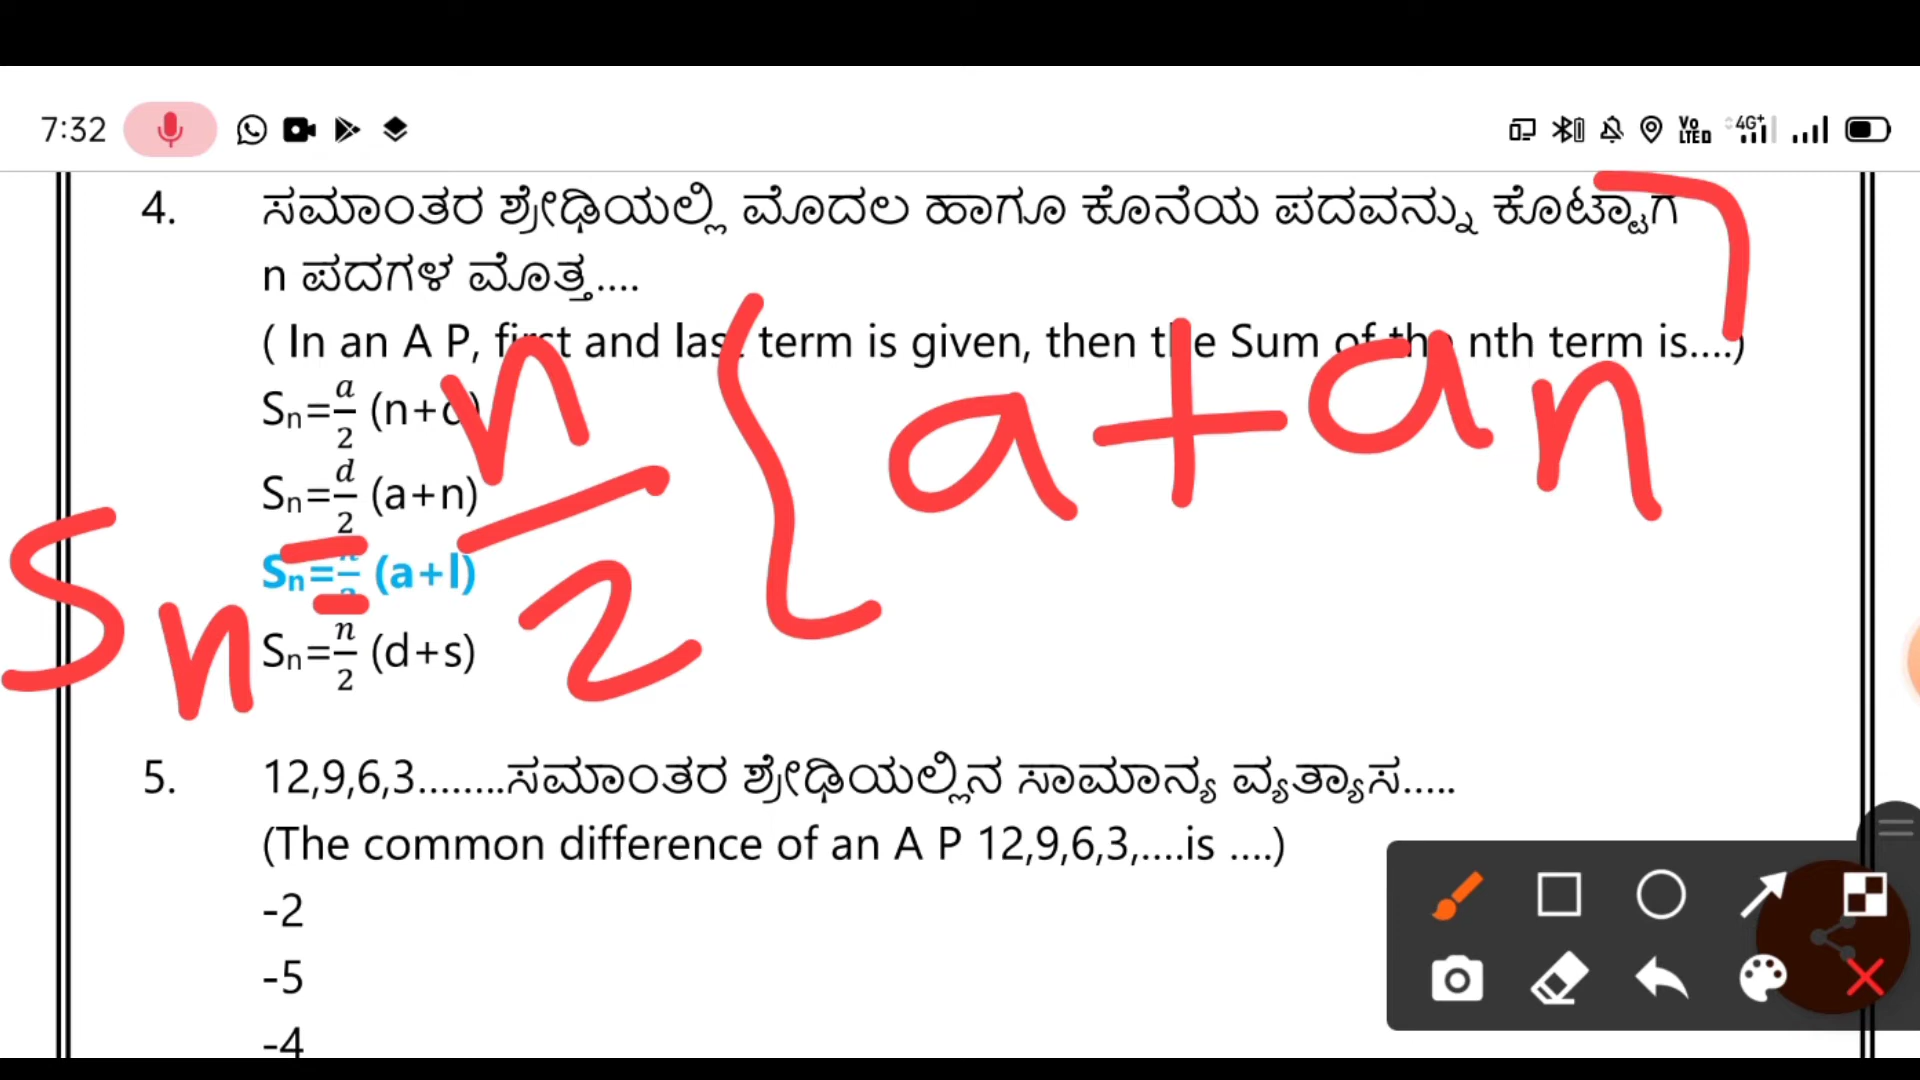 7:32
4G+
Vo LTE
4. ಸಮಾಂತರ ಶ್ರೇಢಿಯಲ್ಲಿ ಮೊದಲ ಹಾಗೂ ಕೊನೆಯ ಪದವನ್ನು ಕೊಟ್ಟಾಗ
n ಪದಗಳ ಮೊತ್ತ....
( In an A P, first and last term is given, then the Sum of the nth term is....)
Sn=a/2 (n+d)
Sn=d/2 (a+n)
Sn=n/2 (a+l)
Sn=n/2 (d+s)
Sn = n/2 { a+an
5. 12,9,6,3........ಸಮಾಂತರ ಶ್ರೇಢಿಯಲ್ಲಿನ ಸಾಮಾನ್ಯ ವ್ಯತ್ಯಾಸ.....
(The common difference of an A P 12,9,6,3,....is ....)
-2
-5
-4